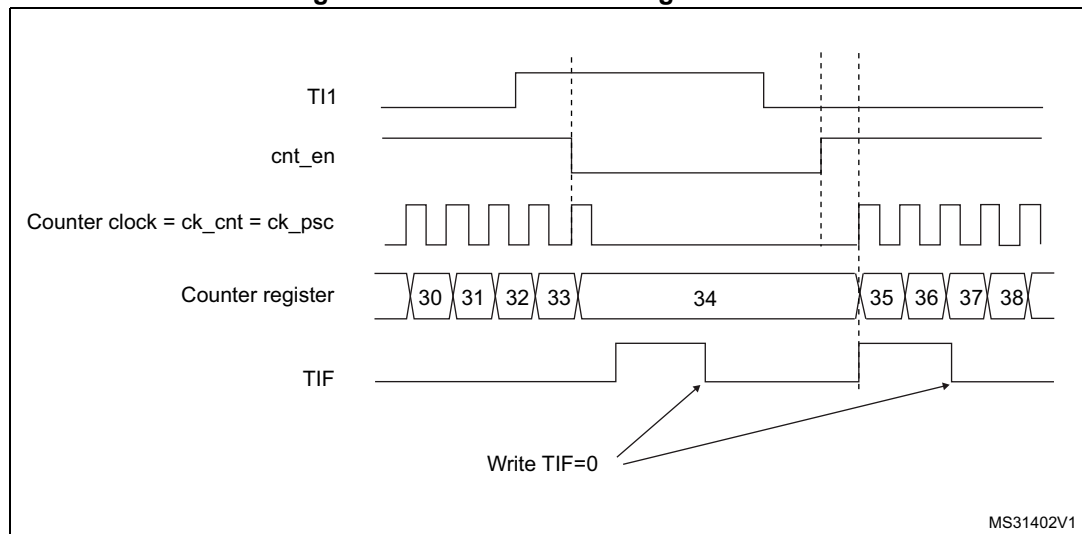 TI1
cnt_en
Counter clock = ck_cnt = ck_psc
Counter register
30 31 32 33 34 35 36 37 38
TIF
Write TIF=0
MS31402V1